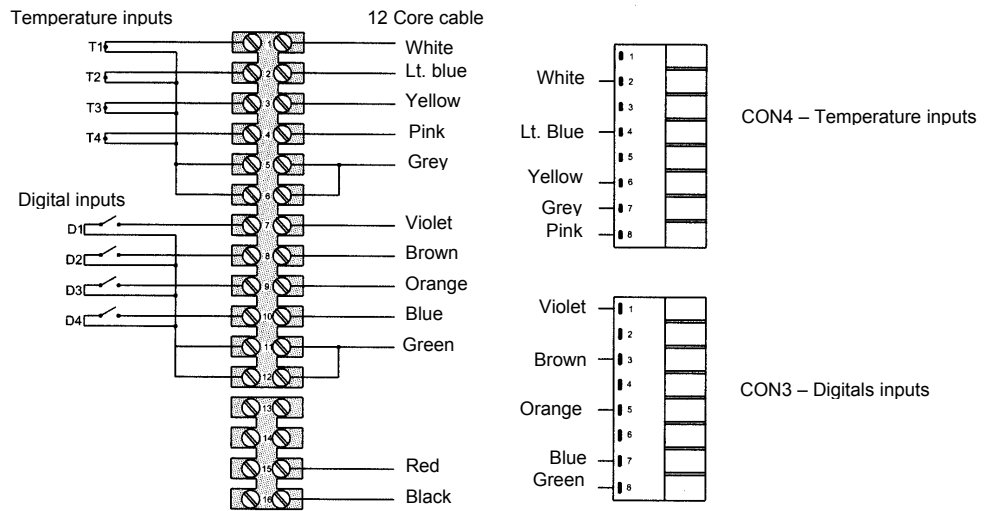 Temperature inputs
12 Core cable
T1
1
White
T2
2
Lt. blue
T3
3
Yellow
T4
4
Pink
5
Grey
6
Digital inputs
D1
7
Violet
D2
8
Brown
D3
9
Orange
D4
10
Blue
11
Green
12
13
14
15
Red
16
Black
1
White
2
3
Lt. Blue
4
5
Yellow
6
Grey
7
Pink
8
CON4 – Temperature inputs
Violet
1
2
Brown
3
4
Orange
5
6
Blue
7
Green
8
CON3 – Digitals inputs